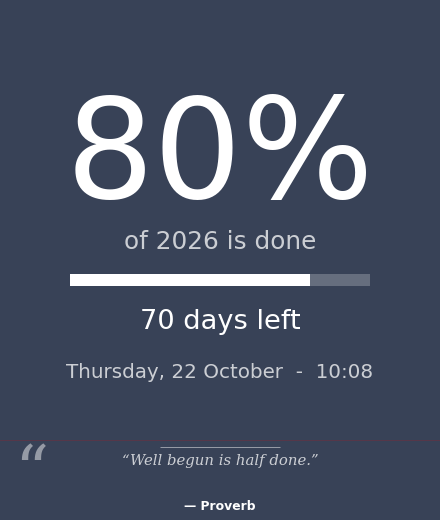 80%
of 2026 is done
70 days left
Thursday, 22 October - 10:08
“
“Well begun is half done.”
— Proverb